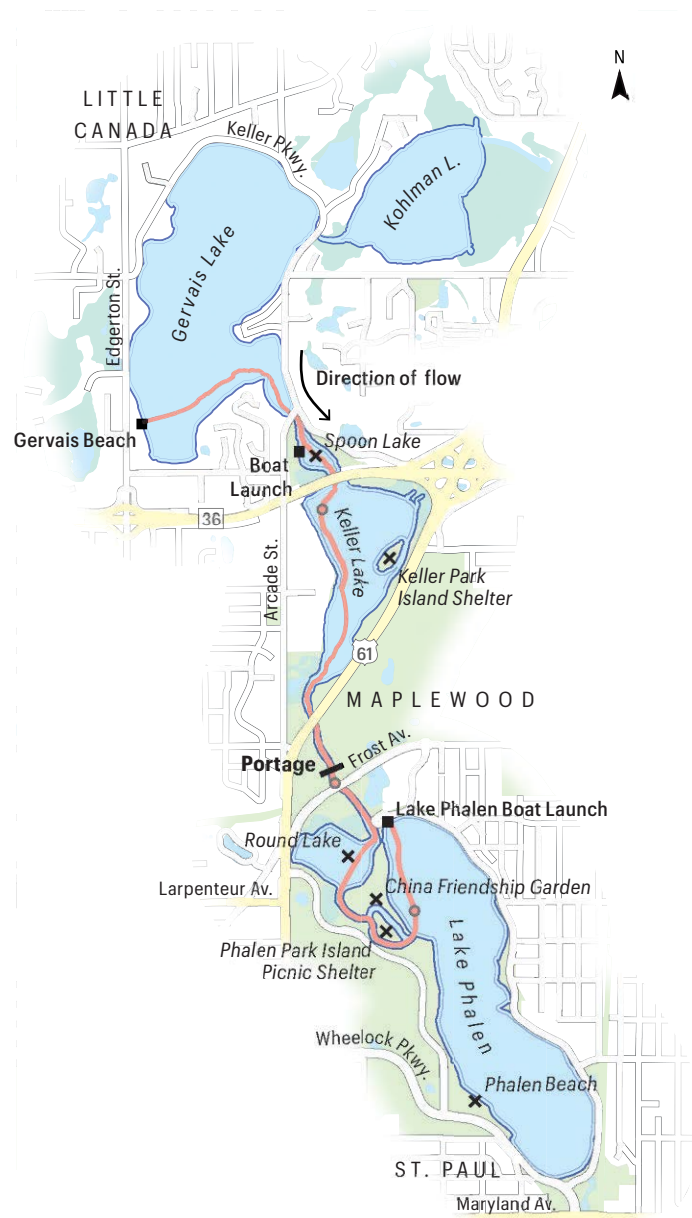 N
LITTLE
CANADA
Keller Pkwy.
Kohlman L.
Gervais Lake
Edgerton St.
Direction of flow
Gervais Beach
Spoon Lake
Boat
Launch
36
Keller Lake
Arcade St.
Keller Park
Island Shelter
61
MAPLEWOOD
Portage
Frost Av.
Lake Phalen Boat Launch
Round Lake
Larpenteur Av.
China Friendship Garden
Phalen Park Island
Picnic Shelter
Lake Phalen
Wheelock Pkwy.
Phalen Beach
ST. PAUL
Maryland Av.